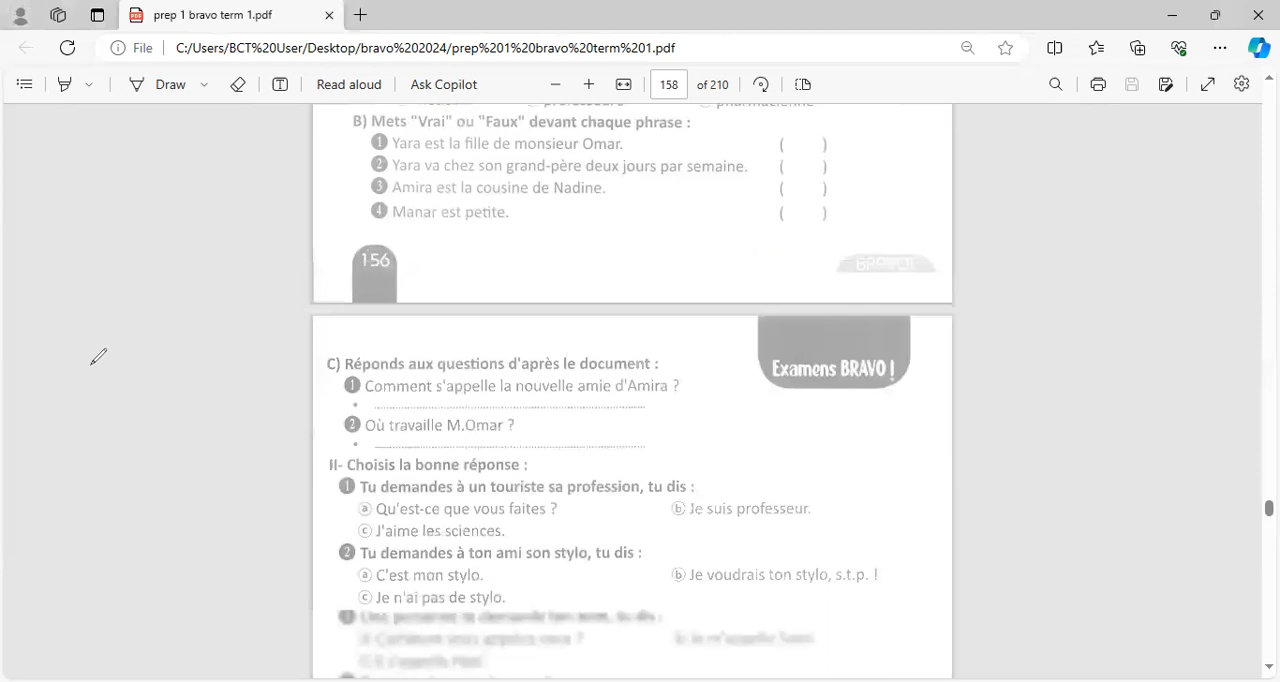 prep 1 bravo term 1.pdf
File C:/Users/BCT%20User/Desktop/bravo%202024/prep%201%20bravo%20term%201.pdf
Draw Read aloud Ask Copilot 158 of 210
professeure pharmacienne
B) Mets "Vrai" ou "Faux" devant chaque phrase :
1 Yara est la fille de monsieur Omar. ( )
2 Yara va chez son grand-père deux jours par semaine. ( )
3 Amira est la cousine de Nadine. ( )
4 Manar est petite. ( )
156 BRAVO!
Examens BRAVO !
C) Réponds aux questions d'après le document :
1 Comment s'appelle la nouvelle amie d'Amira ?
2 Où travaille M.Omar ?
II- Choisis la bonne réponse :
1 Tu demandes à un touriste sa profession, tu dis :
a Qu'est-ce que vous faites ? b Je suis professeur.
c J'aime les sciences.
2 Tu demandes à ton ami son stylo, tu dis :
a C'est mon stylo. b Je voudrais ton stylo, s.t.p. !
c Je n'ai pas de stylo.